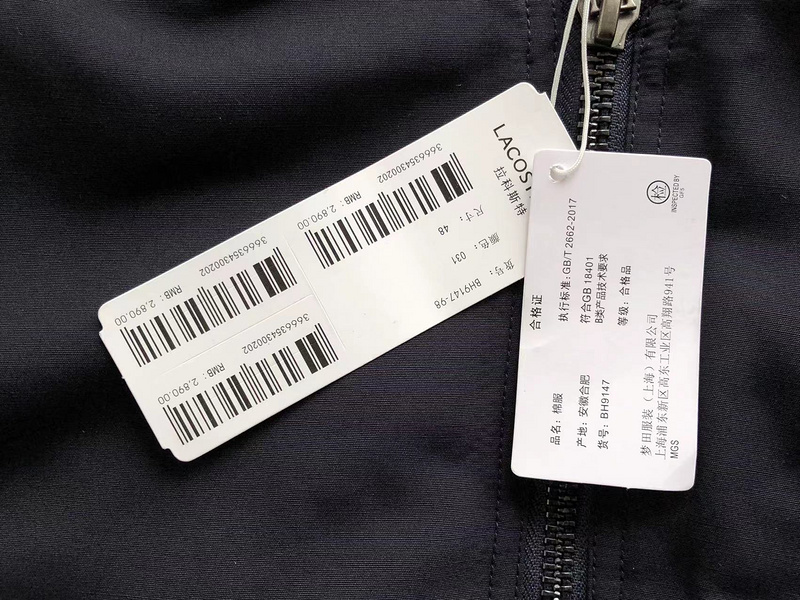 LACOST
拉科斯特
货号: BH9147-98
颜色: 031
尺寸: 48
RMB: 2,890.00
3666354300202
RMB: 2,890.00
3666354300202
RMB: 2,890.00
3666354300202
合格证
品名: 棉服
执行标准: GB/T 2662-2017
产地: 安徽合肥
符合GB 18401
货号: BH9147
B类产品技术要求
等级: 合格品
梦田服装（上海）有限公司
上海浦东新区高东工业区高翔路941号
MGS
检
INSPECTED BY